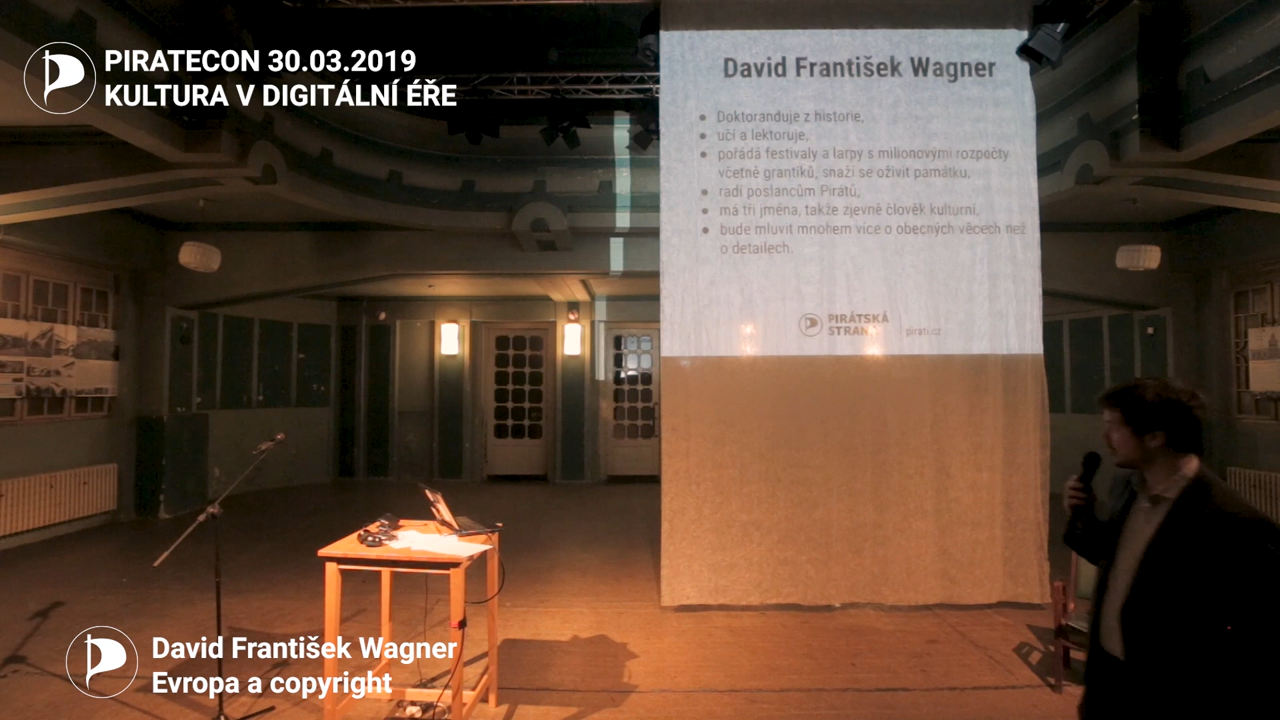 PIRATECON 30.03.2019
KULTURA V DIGITÁLNÍ ÉŘE
David František Wagner
Doktoranduje z historie,
učí a lektoruje,
pořádá festivaly a larpy s milionovými rozpočty
včetně grantíků, snaží se oživit památku,
radí poslancům Pirátů,
má tři jména, takže zjevně člověk kulturní,
bude mluvit mnohem více o obecných věcech než
o detailech.
PIRÁTSKÁ
STRANA
pirati.cz
David František Wagner
Evropa a copyright